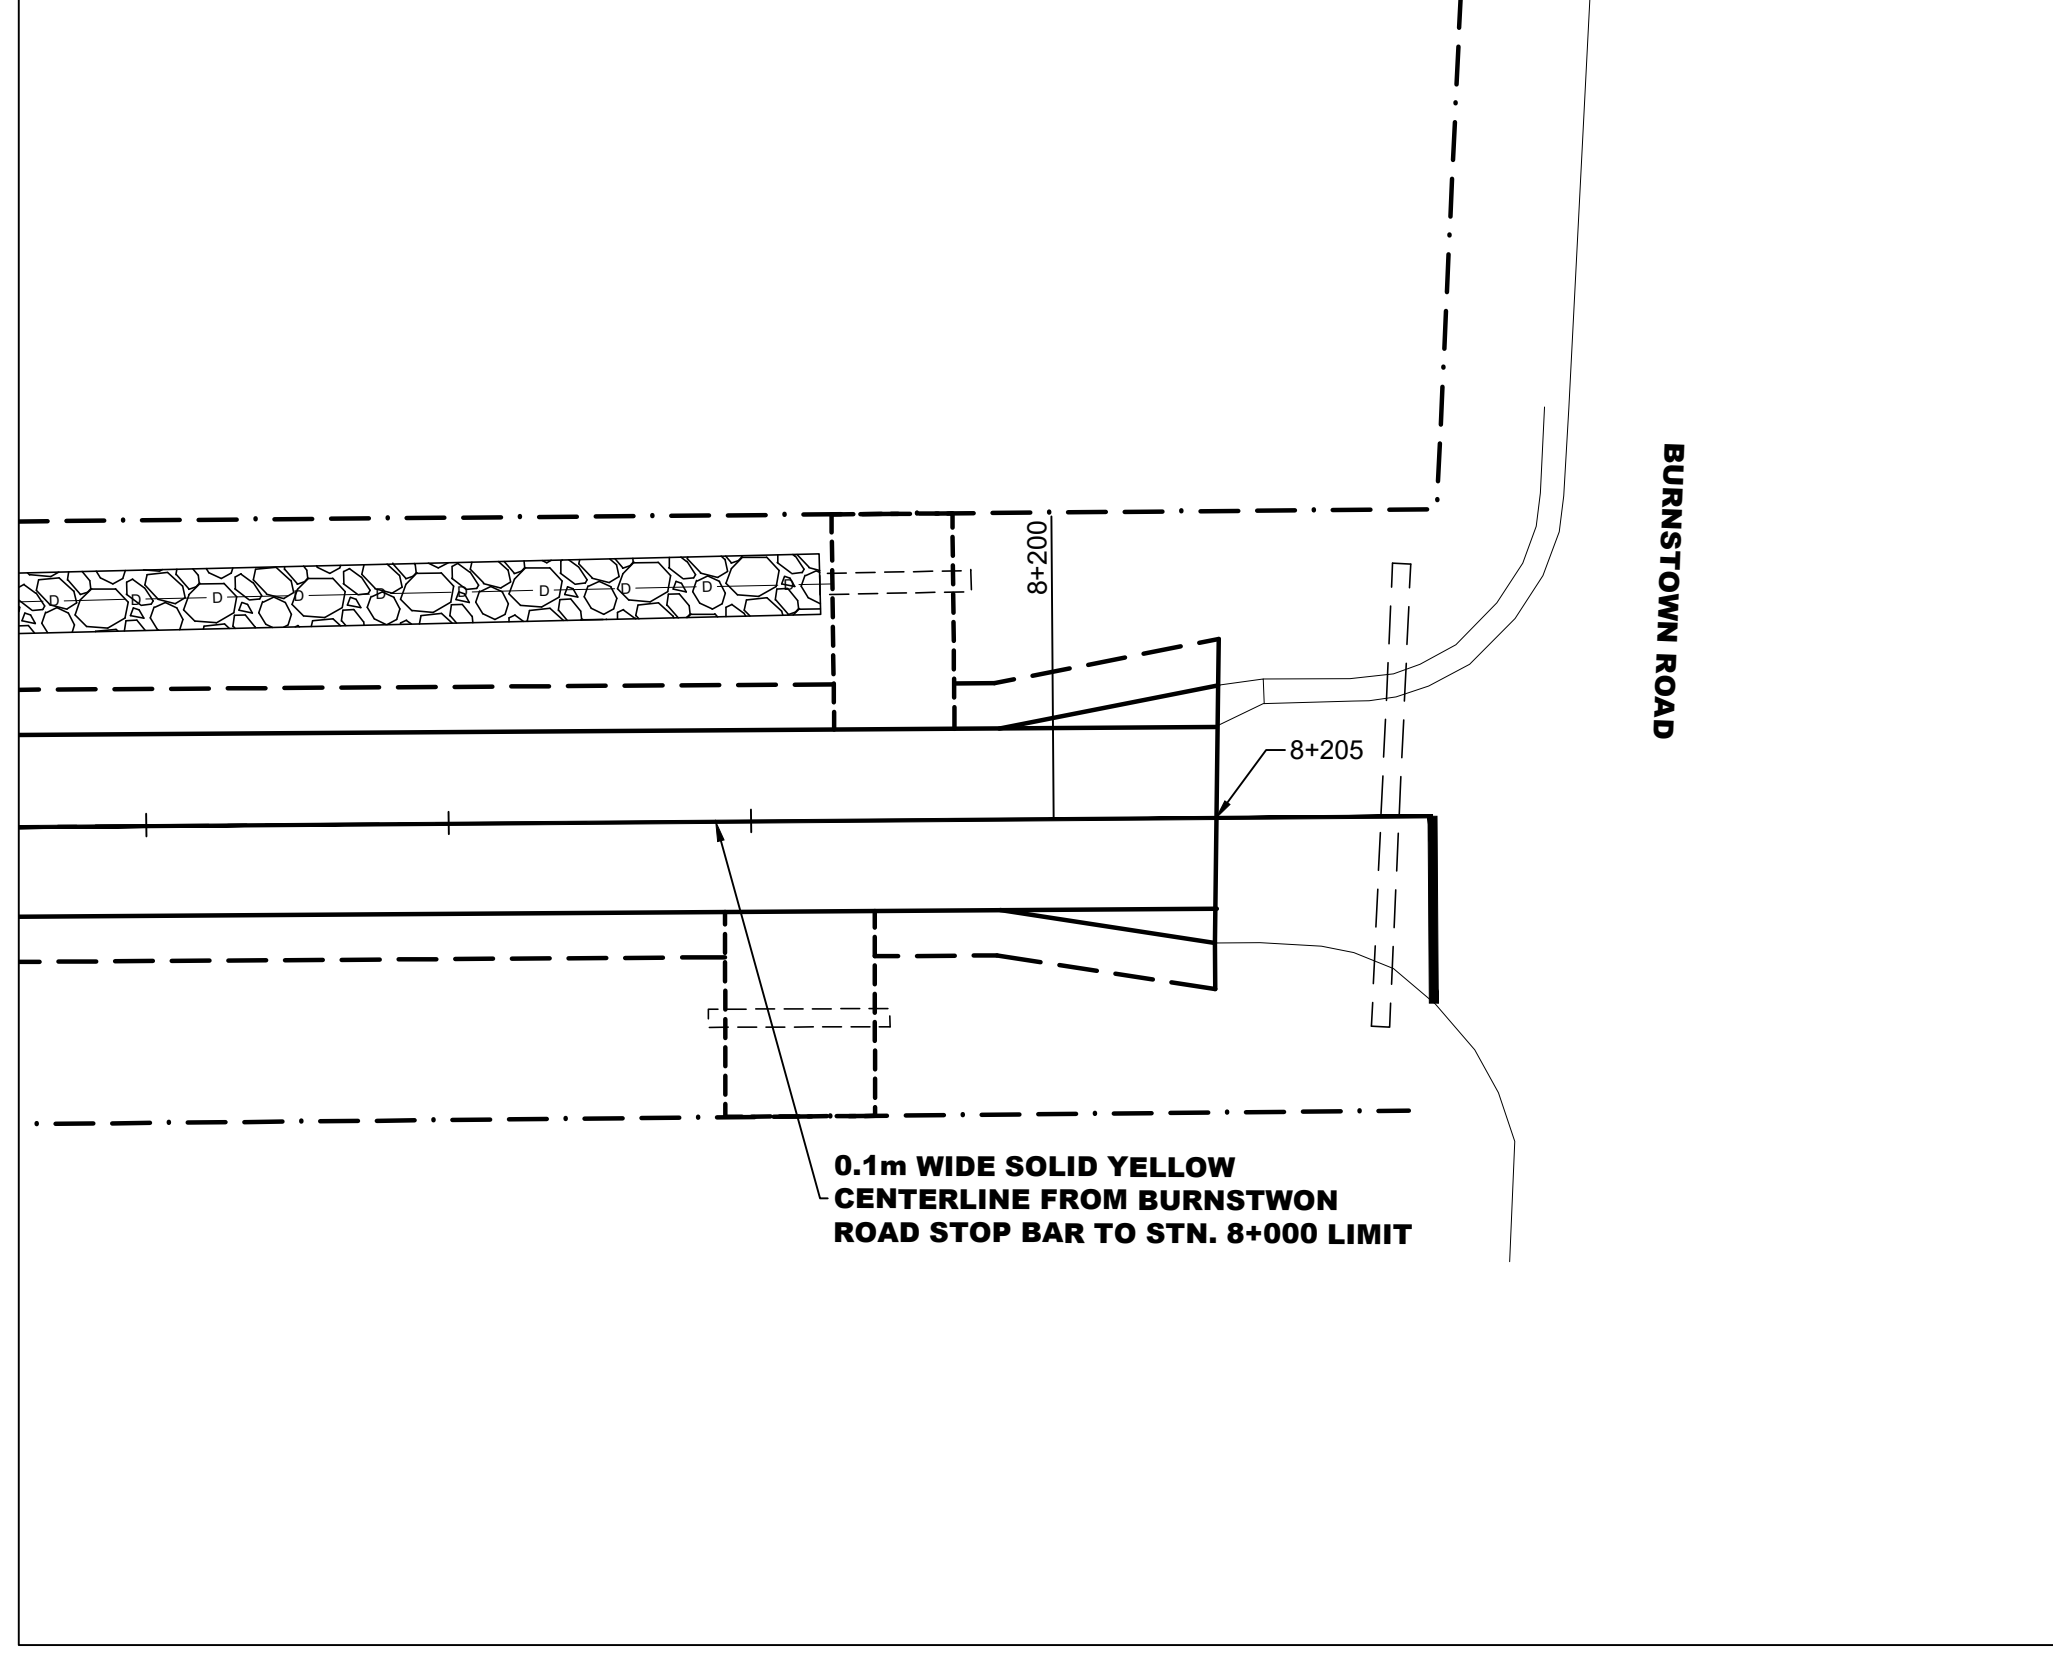 BURNSTOWN ROAD
8+200
D D D D D D D D D D
8+205
0.1m WIDE SOLID YELLOW
CENTERLINE FROM BURNSTWON
ROAD STOP BAR TO STN. 8+000 LIMIT